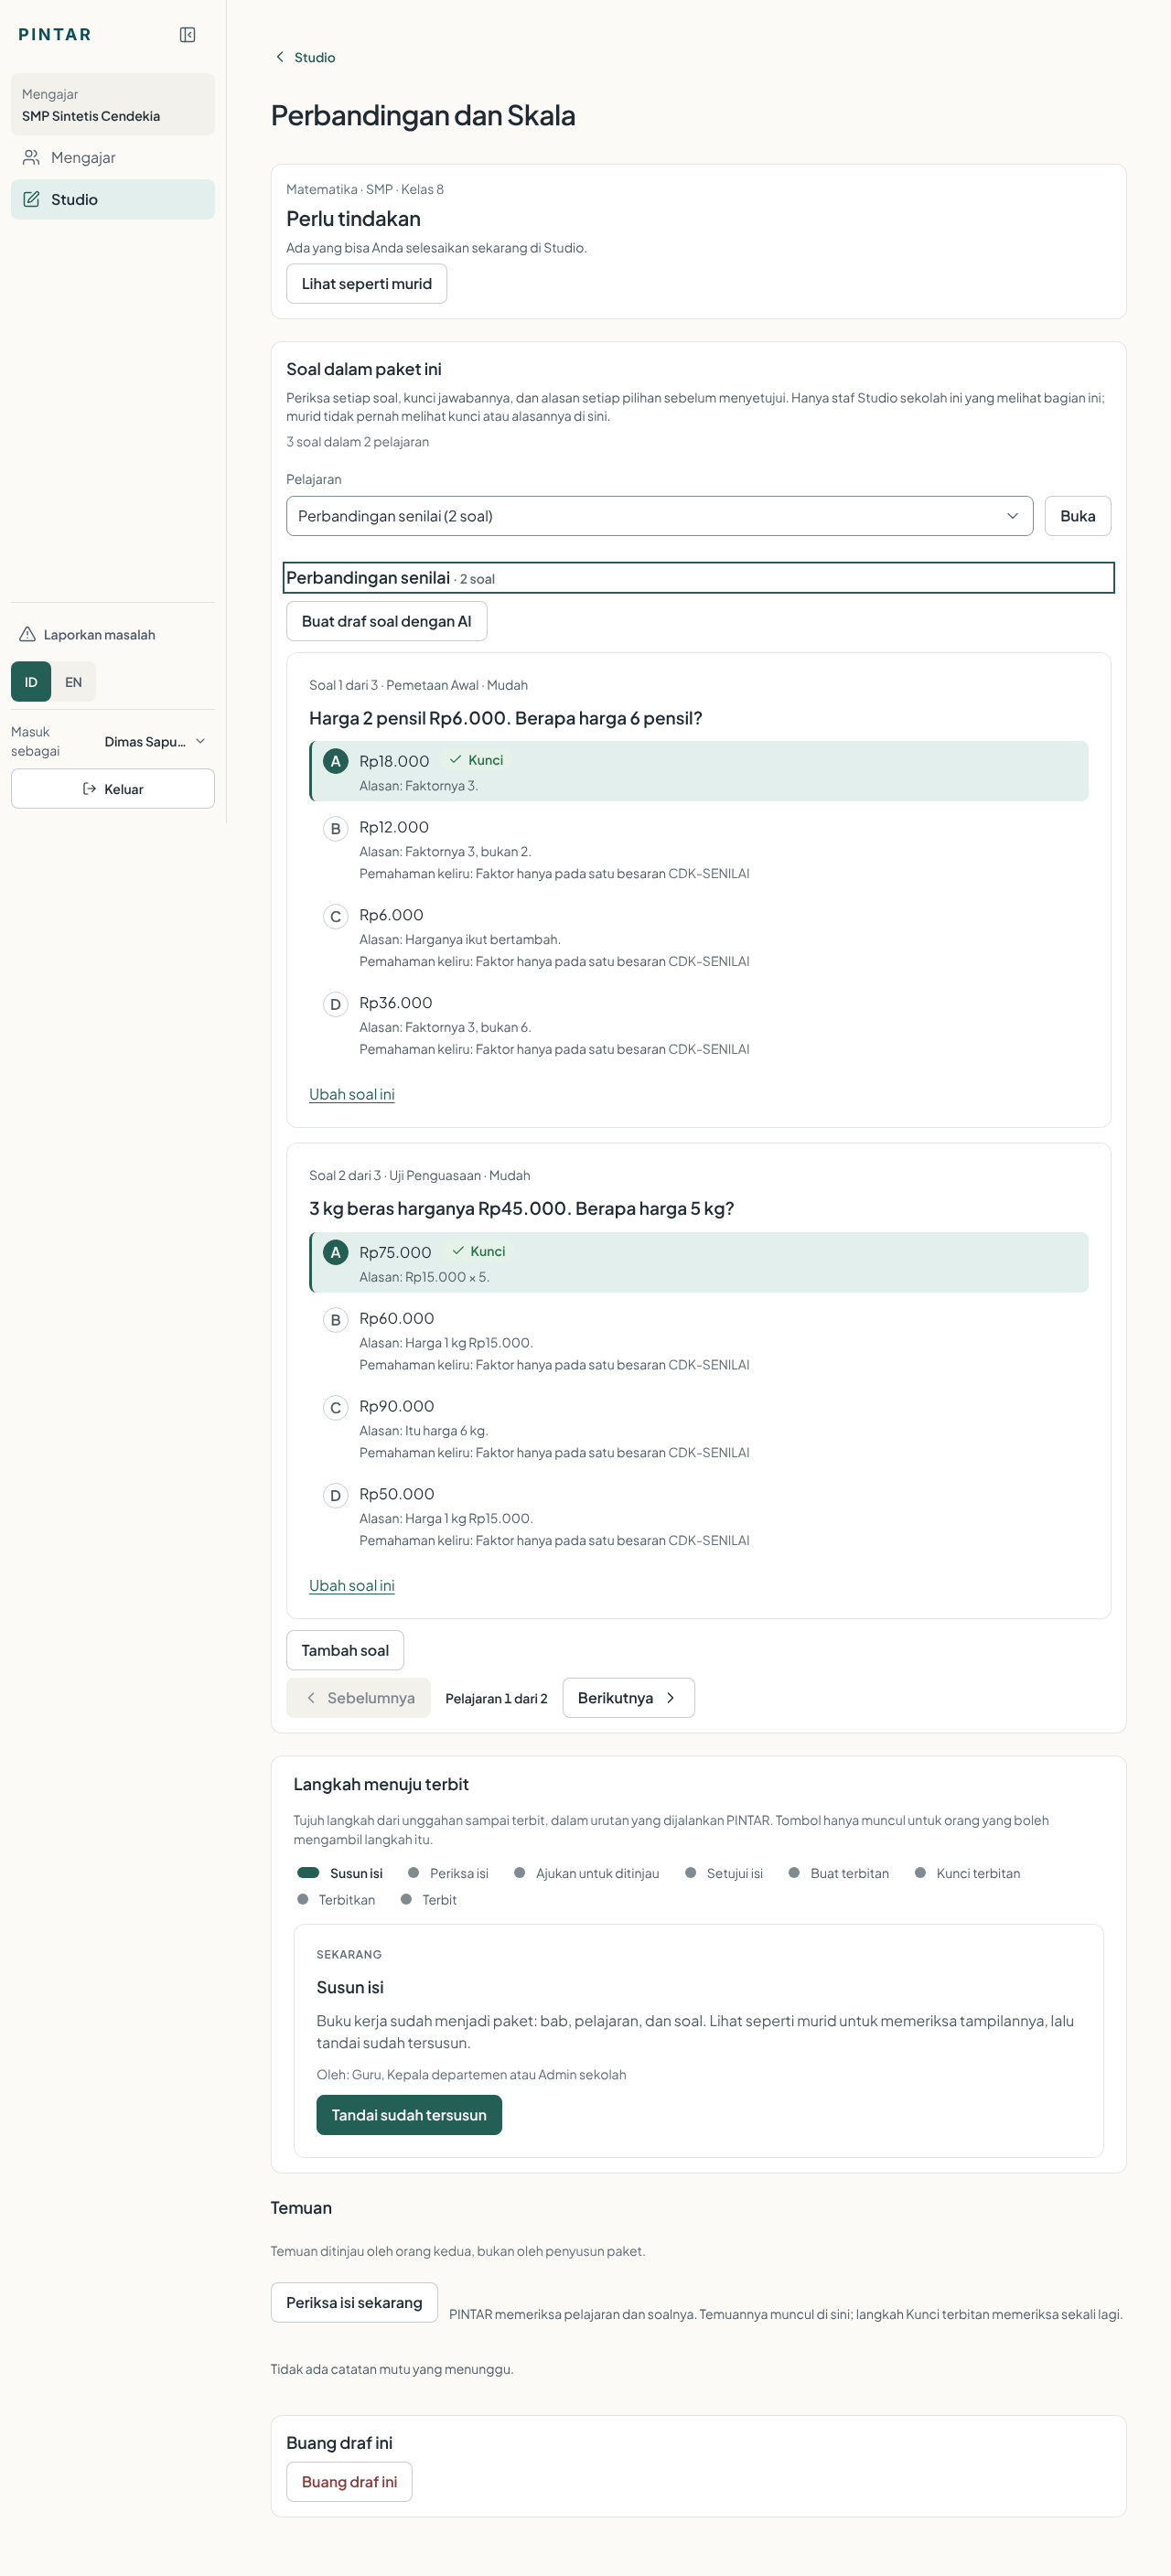 PINTAR
Mengajar
SMP Sintetis Cendekia
Mengajar
Studio
Laporkan masalah
ID
EN
Masuk
sebagai
Dimas Sapu...
Keluar
Studio
Perbandingan dan Skala
Matematika · SMP · Kelas 8
Perlu tindakan
Ada yang bisa Anda selesaikan sekarang di Studio.
Lihat seperti murid
Soal dalam paket ini
Periksa setiap soal, kunci jawabannya, dan alasan setiap pilihan sebelum menyetujui. Hanya staf Studio sekolah ini yang melihat bagian ini;
murid tidak pernah melihat kunci atau alasannya di sini.
3 soal dalam 2 pelajaran
Pelajaran
Perbandingan senilai (2 soal)
Buka
Perbandingan senilai · 2 soal
Buat draf soal dengan AI
Soal 1 dari 3 · Pemetaan Awal · Mudah
Harga 2 pensil Rp6.000. Berapa harga 6 pensil?
A Rp18.000 Kunci
Alasan: Faktornya 3.
B Rp12.000
Alasan: Faktornya 3, bukan 2.
Pemahaman keliru: Faktor hanya pada satu besaran CDK-SENILAI
C Rp6.000
Alasan: Harganya ikut bertambah.
Pemahaman keliru: Faktor hanya pada satu besaran CDK-SENILAI
D Rp36.000
Alasan: Faktornya 3, bukan 6.
Pemahaman keliru: Faktor hanya pada satu besaran CDK-SENILAI
Ubah soal ini
Soal 2 dari 3 · Uji Penguasaan · Mudah
3 kg beras harganya Rp45.000. Berapa harga 5 kg?
A Rp75.000 Kunci
Alasan: Rp15.000 × 5.
B Rp60.000
Alasan: Harga 1 kg Rp15.000.
Pemahaman keliru: Faktor hanya pada satu besaran CDK-SENILAI
C Rp90.000
Alasan: Itu harga 6 kg.
Pemahaman keliru: Faktor hanya pada satu besaran CDK-SENILAI
D Rp50.000
Alasan: Harga 1 kg Rp15.000.
Pemahaman keliru: Faktor hanya pada satu besaran CDK-SENILAI
Ubah soal ini
Tambah soal
Sebelumnya
Pelajaran 1 dari 2
Berikutnya
Langkah menuju terbit
Tujuh langkah dari unggahan sampai terbit, dalam urutan yang dijalankan PINTAR. Tombol hanya muncul untuk orang yang boleh
mengambil langkah itu.
Susun isi
Periksa isi
Ajukan untuk ditinjau
Setujui isi
Buat terbitan
Kunci terbitan
Terbitkan
Terbit
SEKARANG
Susun isi
Buku kerja sudah menjadi paket: bab, pelajaran, dan soal. Lihat seperti murid untuk memeriksa tampilannya, lalu
tandai sudah tersusun.
Oleh: Guru, Kepala departemen atau Admin sekolah
Tandai sudah tersusun
Temuan
Temuan ditinjau oleh orang kedua, bukan oleh penyusun paket.
Periksa isi sekarang
PINTAR memeriksa pelajaran dan soalnya. Temuannya muncul di sini; langkah Kunci terbitan memeriksa sekali lagi.
Tidak ada catatan mutu yang menunggu.
Buang draf ini
Buang draf ini